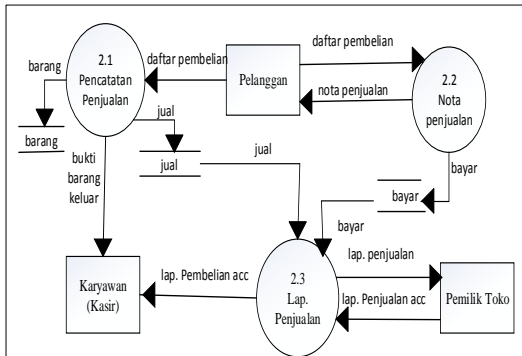 2.1
Pencatatan
Penjualan
barang
daftar pembelian
Pelanggan
daftar pembelian
nota penjualan
2.2
Nota
penjualan
barang
jual
bukti
barang
keluar
jual
jual
bayar
bayar
bayar
Karyawan
(Kasir)
lap. Pembelian acc
2.3
Lap.
Penjualan
lap. penjualan
lap. Penjualan acc
Pemilik Toko